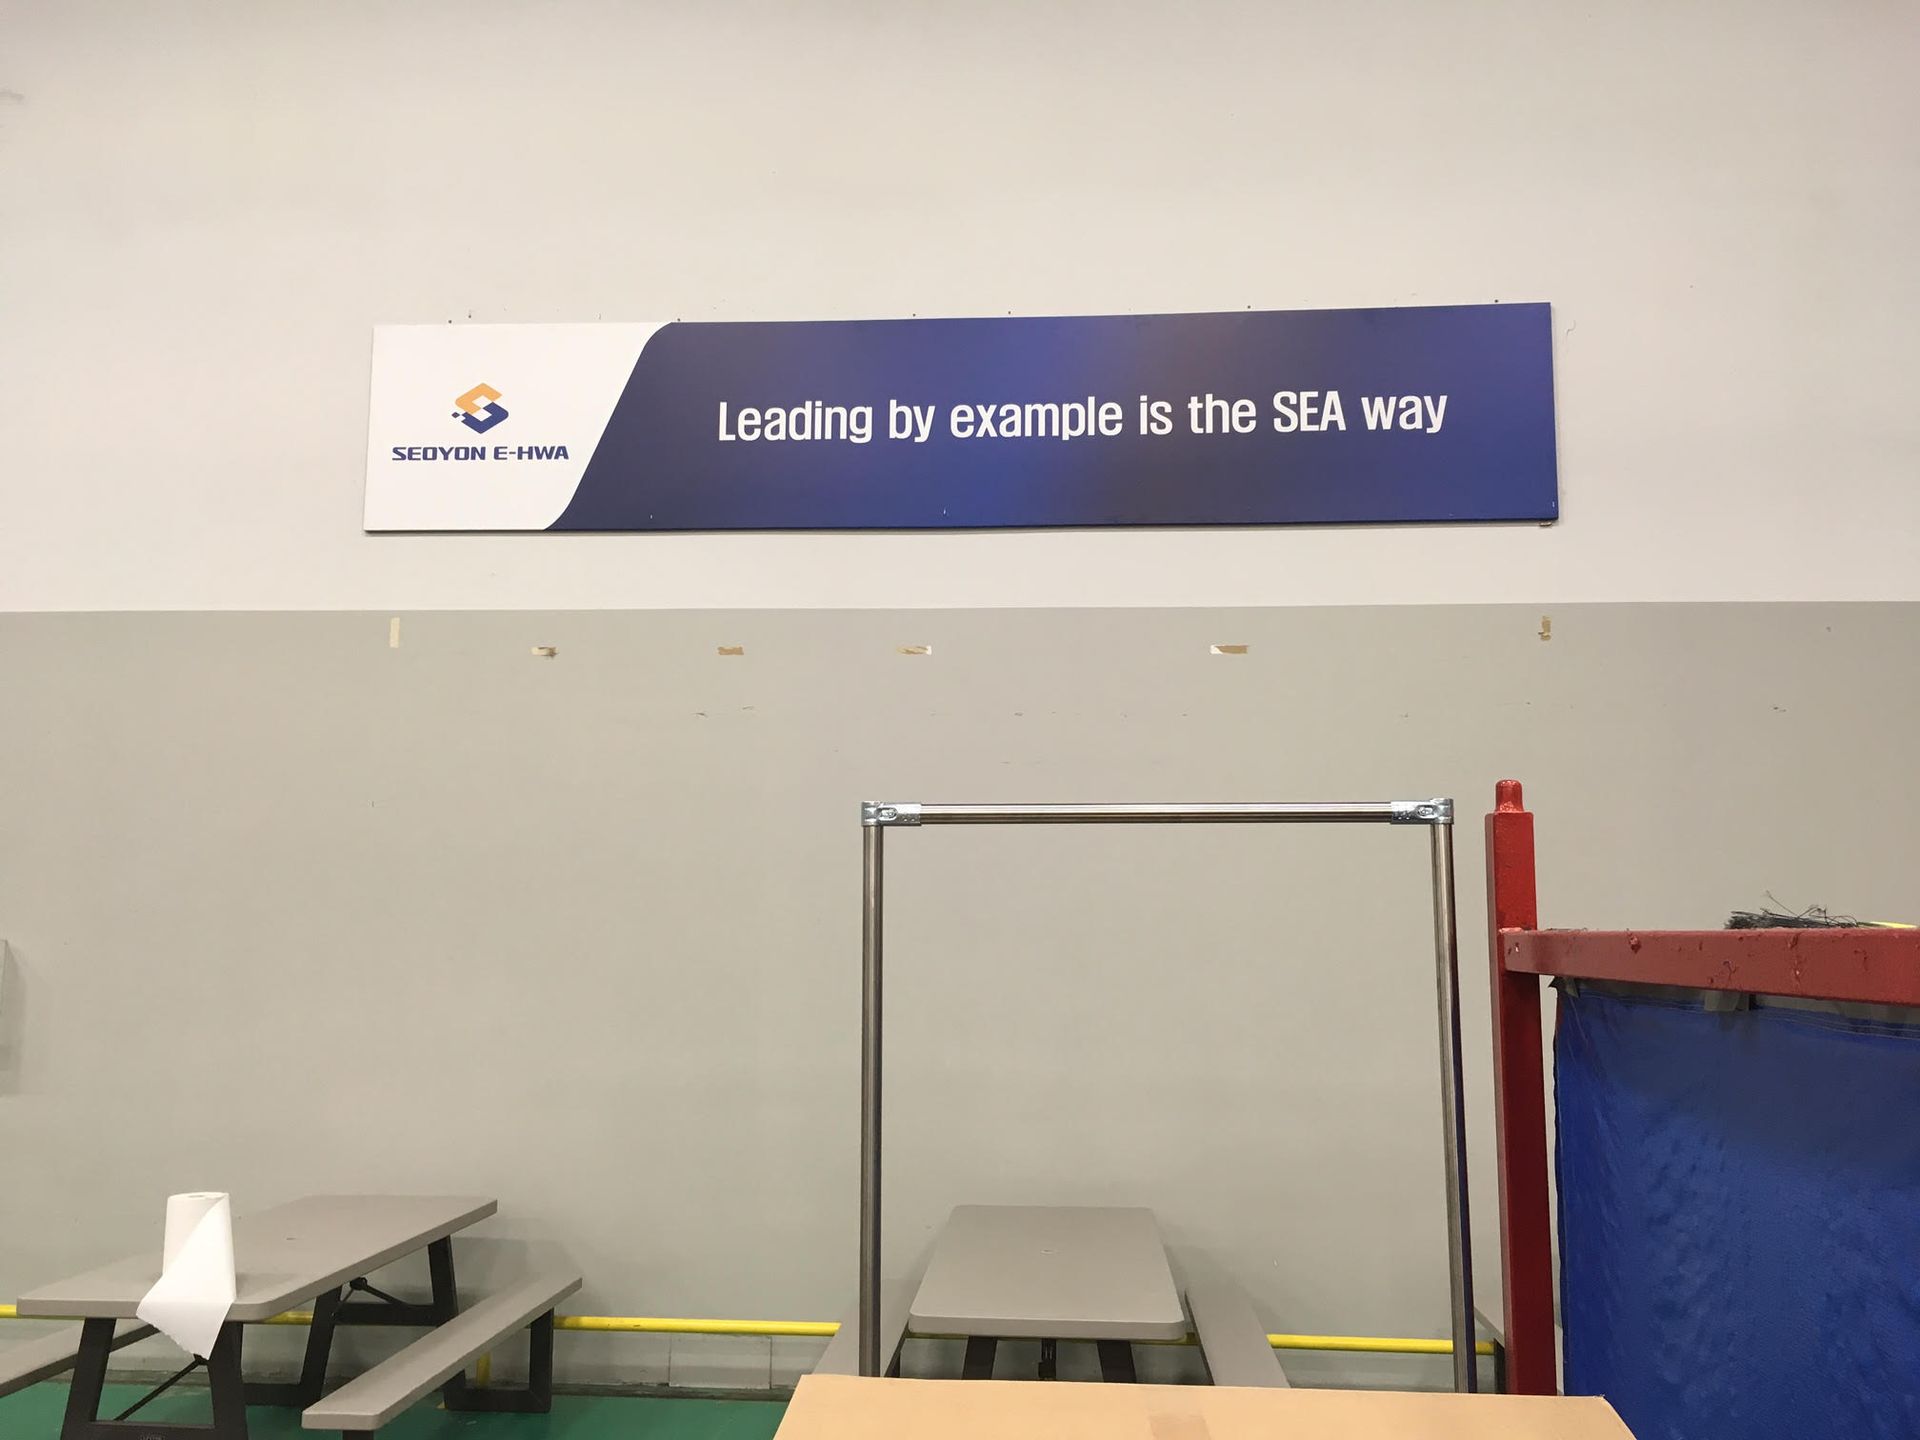 SEOYON E-HWA
Leading by example is the SEA way